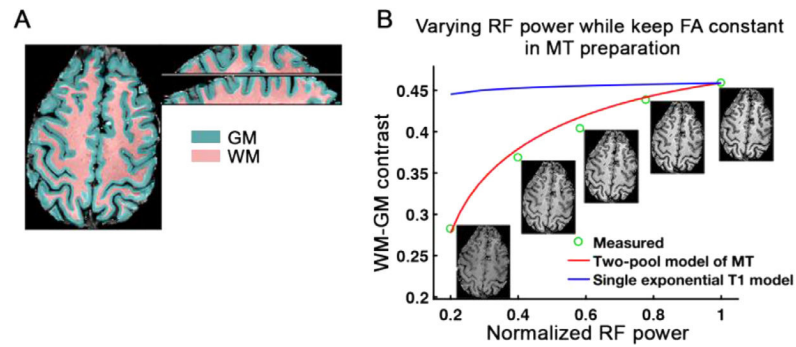 A
GM
WM
B
Varying RF power while keep FA constant
in MT preparation
WM-GM contrast
0.45
0.4
0.35
0.3
0.25
0.2
Measured
Two-pool model of MT
Single exponential T1 model
0.2
0.4
0.6
0.8
1
Normalized RF power